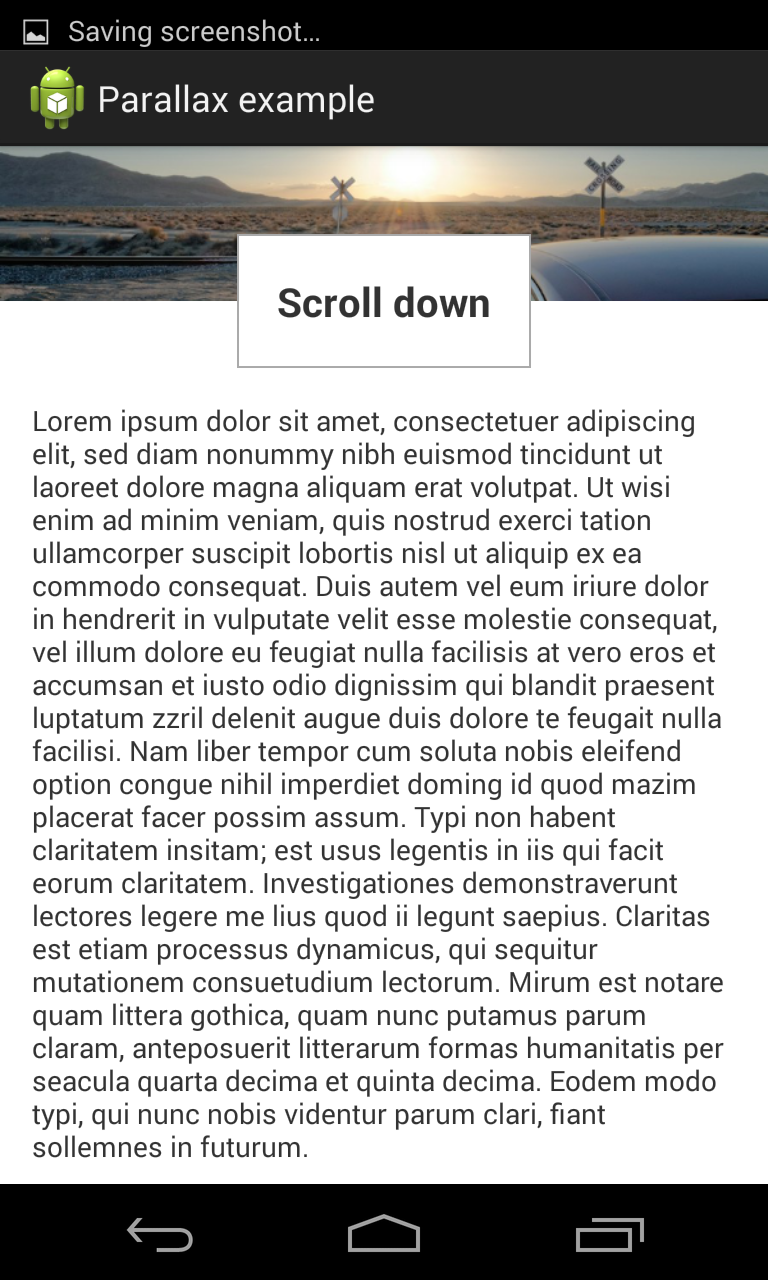 Saving screenshot...
Parallax example
Scroll down
Lorem ipsum dolor sit amet, consectetuer adipiscing
elit, sed diam nonummy nibh euismod tincidunt ut
laoreet dolore magna aliquam erat volutpat. Ut wisi
enim ad minim veniam, quis nostrud exerci tation
ullamcorper suscipit lobortis nisl ut aliquip ex ea
commodo consequat. Duis autem vel eum iriure dolor
in hendrerit in vulputate velit esse molestie consequat,
vel illum dolore eu feugiat nulla facilisis at vero eros et
accumsan et iusto odio dignissim qui blandit praesent
luptatum zzril delenit augue duis dolore te feugait nulla
facilisi. Nam liber tempor cum soluta nobis eleifend
option congue nihil imperdiet doming id quod mazim
placerat facer possim assum. Typi non habent
claritatem insitam; est usus legentis in iis qui facit
eorum claritatem. Investigationes demonstraverunt
lectores legere me lius quod ii legunt saepius. Claritas
est etiam processus dynamicus, qui sequitur
mutationem consuetudium lectorum. Mirum est notare
quam littera gothica, quam nunc putamus parum
claram, anteposuerit litterarum formas humanitatis per
seacula quarta decima et quinta decima. Eodem modo
typi, qui nunc nobis videntur parum clari, fiant
sollemnes in futurum.